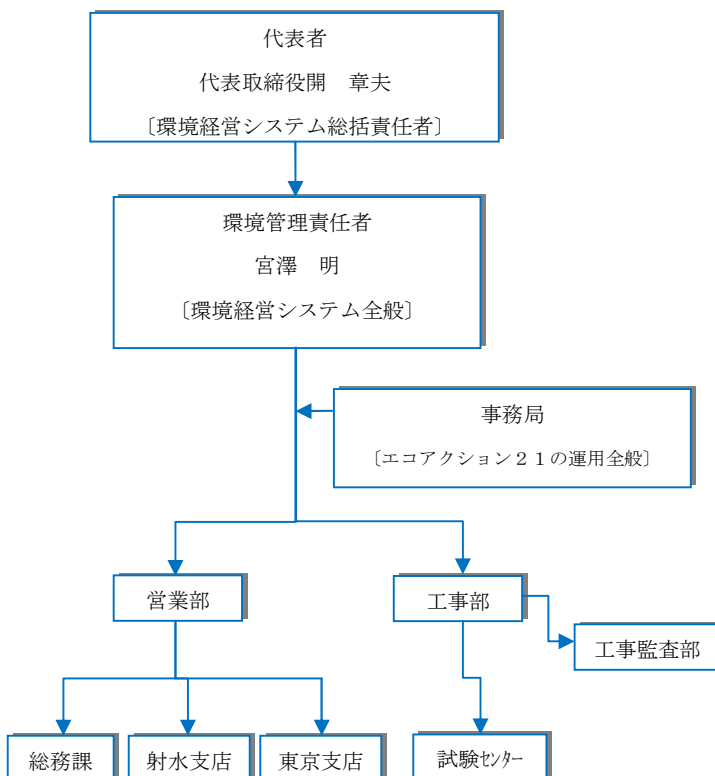 代表者
代表取締役開　章夫
〔環境経営システム総括責任者〕
環境管理責任者
宮澤　明
〔環境経営システム全般〕
事務局
〔エコアクション２１の運用全般〕
営業部
工事部
工事監査部
総務課
射水支店
東京支店
試験ｾﾝﾀｰ